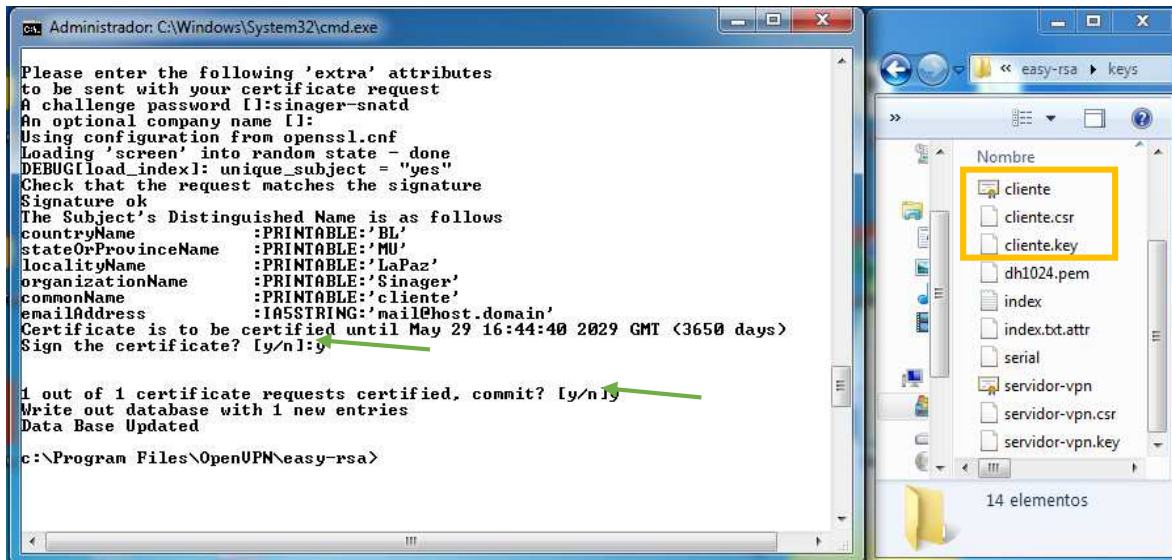 Administrador: C:\Windows\System32\cmd.exe
Please enter the following 'extra' attributes
to be sent with your certificate request
A challenge password []:sinager-snatd
An optional company name []:
Using configuration from openssl.cnf
Loading 'screen' into random state - done
DEBUG[load_index]: unique_subject = "yes"
Check that the request matches the signature
Signature ok
The Subject's Distinguished Name is as follows
countryName :PRINTABLE:'BL'
stateOrProvinceName :PRINTABLE:'MU'
localityName :PRINTABLE:'LaPaz'
organizationName :PRINTABLE:'Sinager'
commonName :PRINTABLE:'cliente'
emailAddress :IA5STRING:'mail@host.domain'
Certificate is to be certified until May 29 16:44:40 2029 GMT (3650 days)
Sign the certificate? [y/n]:y
1 out of 1 certificate requests certified, commit? [y/n]y
Write out database with 1 new entries
Data Base Updated
c:\Program Files\OpenVPN\easy-rsa>
« easy-rsa ▸ keys
»
Nombre
cliente
cliente.csr
cliente.key
dh1024.pem
index
index.txt.attr
serial
servidor-vpn
servidor-vpn.csr
servidor-vpn.key
14 elementos